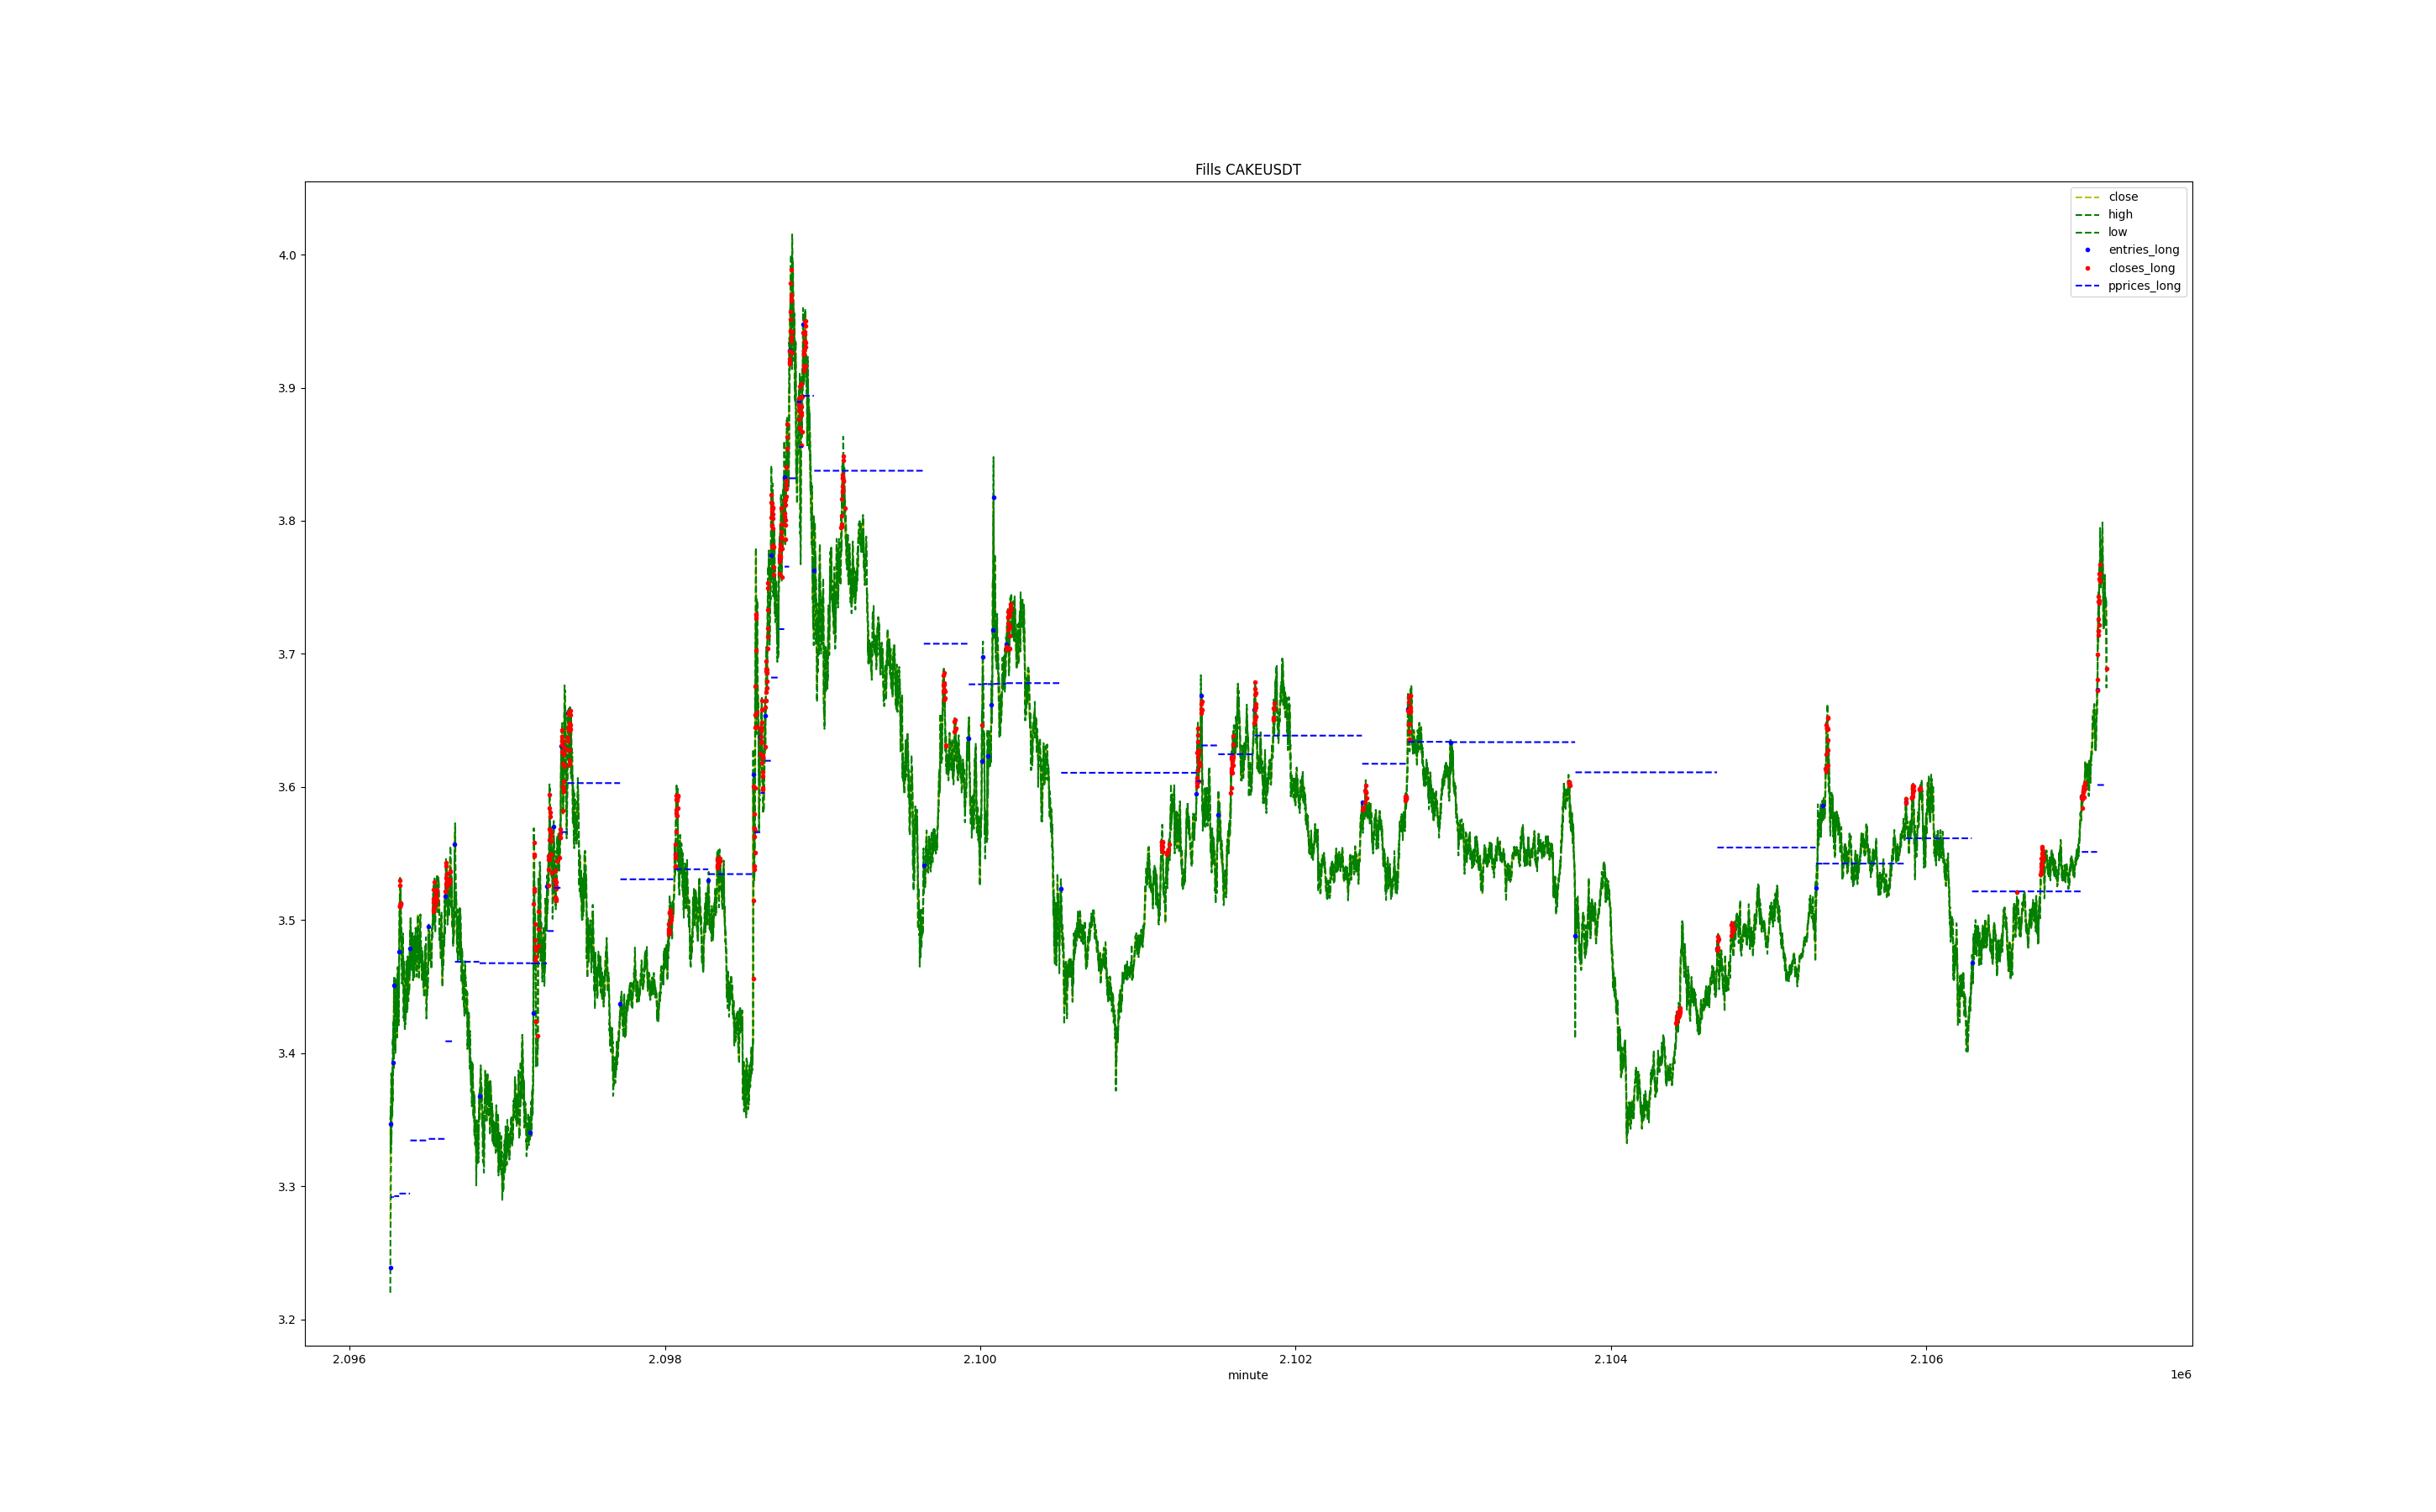 Fills CAKEUSDT
close
high
low
entries_long
closes_long
pprices_long
4.0
3.9
3.8
3.7
3.6
3.5
3.4
3.3
3.2
2.096 2.098 2.100 2.102 2.104 2.106
minute
1e6